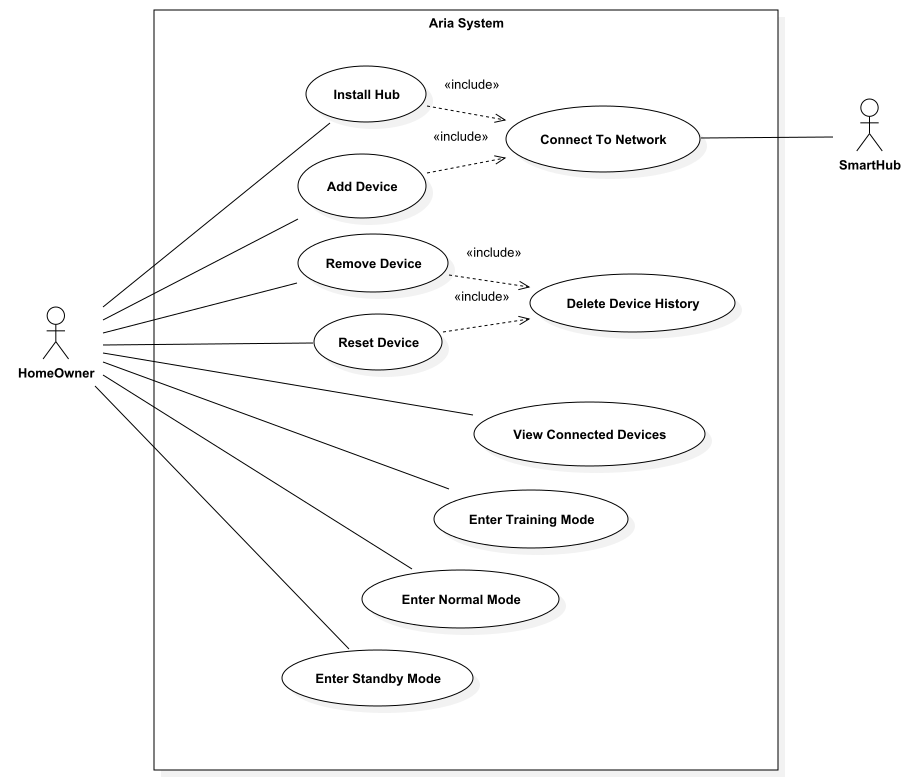 Aria System
Install Hub
«include»
Connect To Network
SmartHub
«include»
Add Device
Remove Device
«include»
Delete Device History
«include»
Reset Device
HomeOwner
View Connected Devices
Enter Training Mode
Enter Normal Mode
Enter Standby Mode